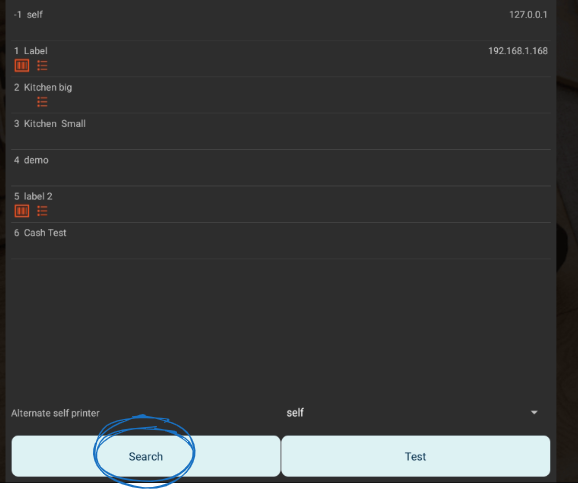 -1 self 127.0.0.1
1 Label 192.168.1.168
2 Kitchen big
3 Kitchen Small
4 demo
5 label 2
6 Cash Test
Alternate self printer self
Search Test